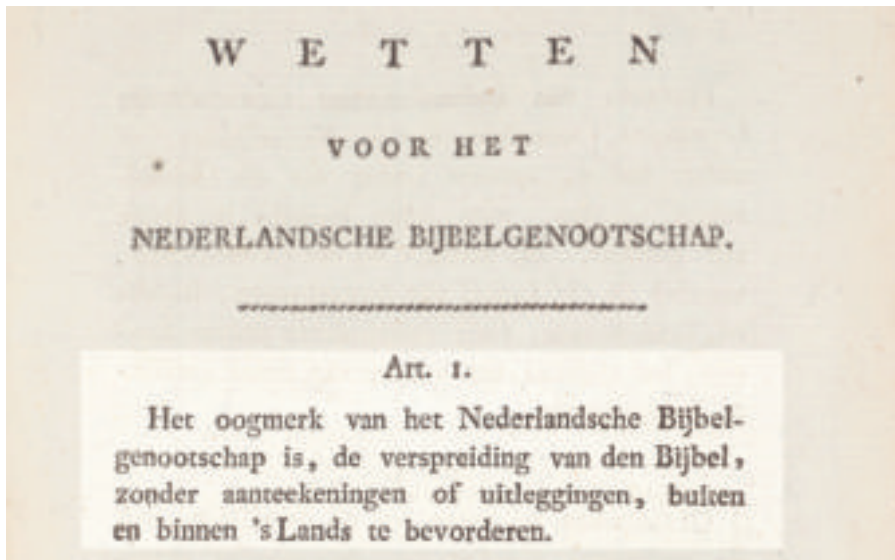 WETTEN
VOOR HET
NEDERLANDSCHE BIJBELGENOOTSCHAP.
Art. 1.
Het oogmerk van het Nederlandsche Bijbel-
genootschap is, de verspreiding van den Bijbel,
zonder aanteekeningen of uitleggingen, buiten
en binnen 's Lands te bevorderen.